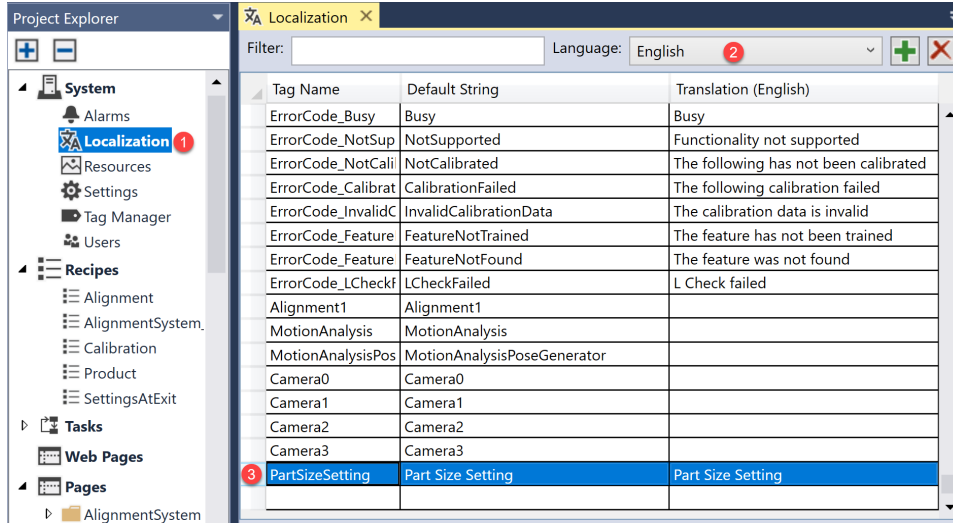 Project Explorer
System
Alarms
Localization 1
Resources
Settings
Tag Manager
Users
Recipes
Alignment
AlignmentSystem_
Calibration
Product
SettingsAtExit
Tasks
Web Pages
Pages
AlignmentSystem
Localization
Filter: Language: English 2
Tag Name Default String Translation (English)
ErrorCode_Busy Busy Busy
ErrorCode_NotSup NotSupported Functionality not supported
ErrorCode_NotCali NotCalibrated The following has not been calibrated
ErrorCode_Calibrat CalibrationFailed The following calibration failed
ErrorCode_InvalidC InvalidCalibrationData The calibration data is invalid
ErrorCode_Feature FeatureNotTrained The feature has not been trained
ErrorCode_Feature FeatureNotFound The feature was not found
ErrorCode_LCheckF LCheckFailed L Check failed
Alignment1 Alignment1
MotionAnalysis MotionAnalysis
MotionAnalysisPos MotionAnalysisPoseGenerator
Camera0 Camera0
Camera1 Camera1
Camera2 Camera2
Camera3 Camera3
3 PartSizeSetting Part Size Setting Part Size Setting